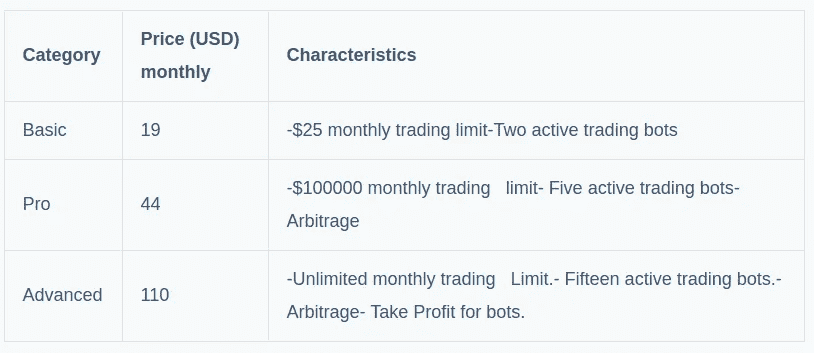 Category
Price (USD)
monthly
Characteristics
Basic
19
-$25 monthly trading limit-Two active trading bots
Pro
44
-$100000 monthly trading   limit- Five active trading bots-
Arbitrage
Advanced
110
-Unlimited monthly trading   Limit.- Fifteen active trading bots.-
Arbitrage- Take Profit for bots.